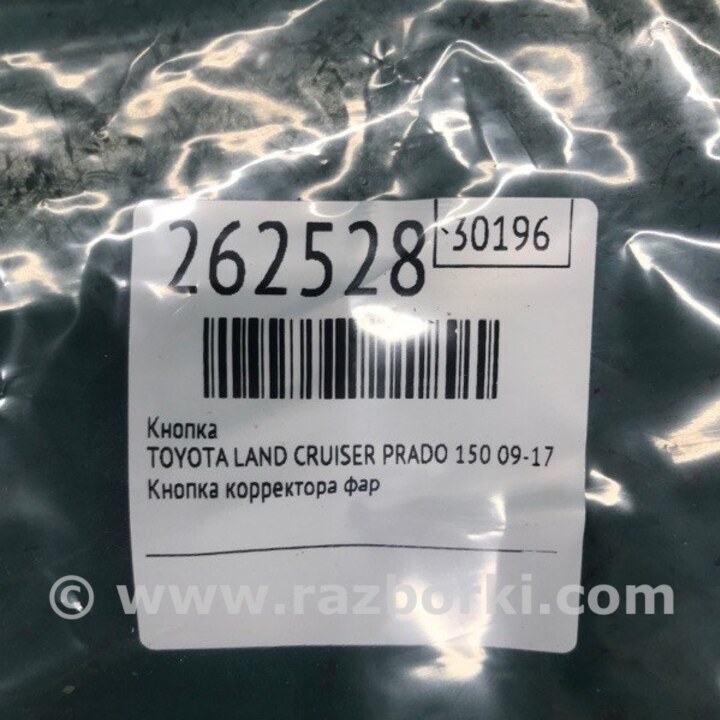 262528
30196
Кнопка
TOYOTA LAND CRUISER PRADO 150 09-17
Кнопка корректора фар
© www.razborki.com